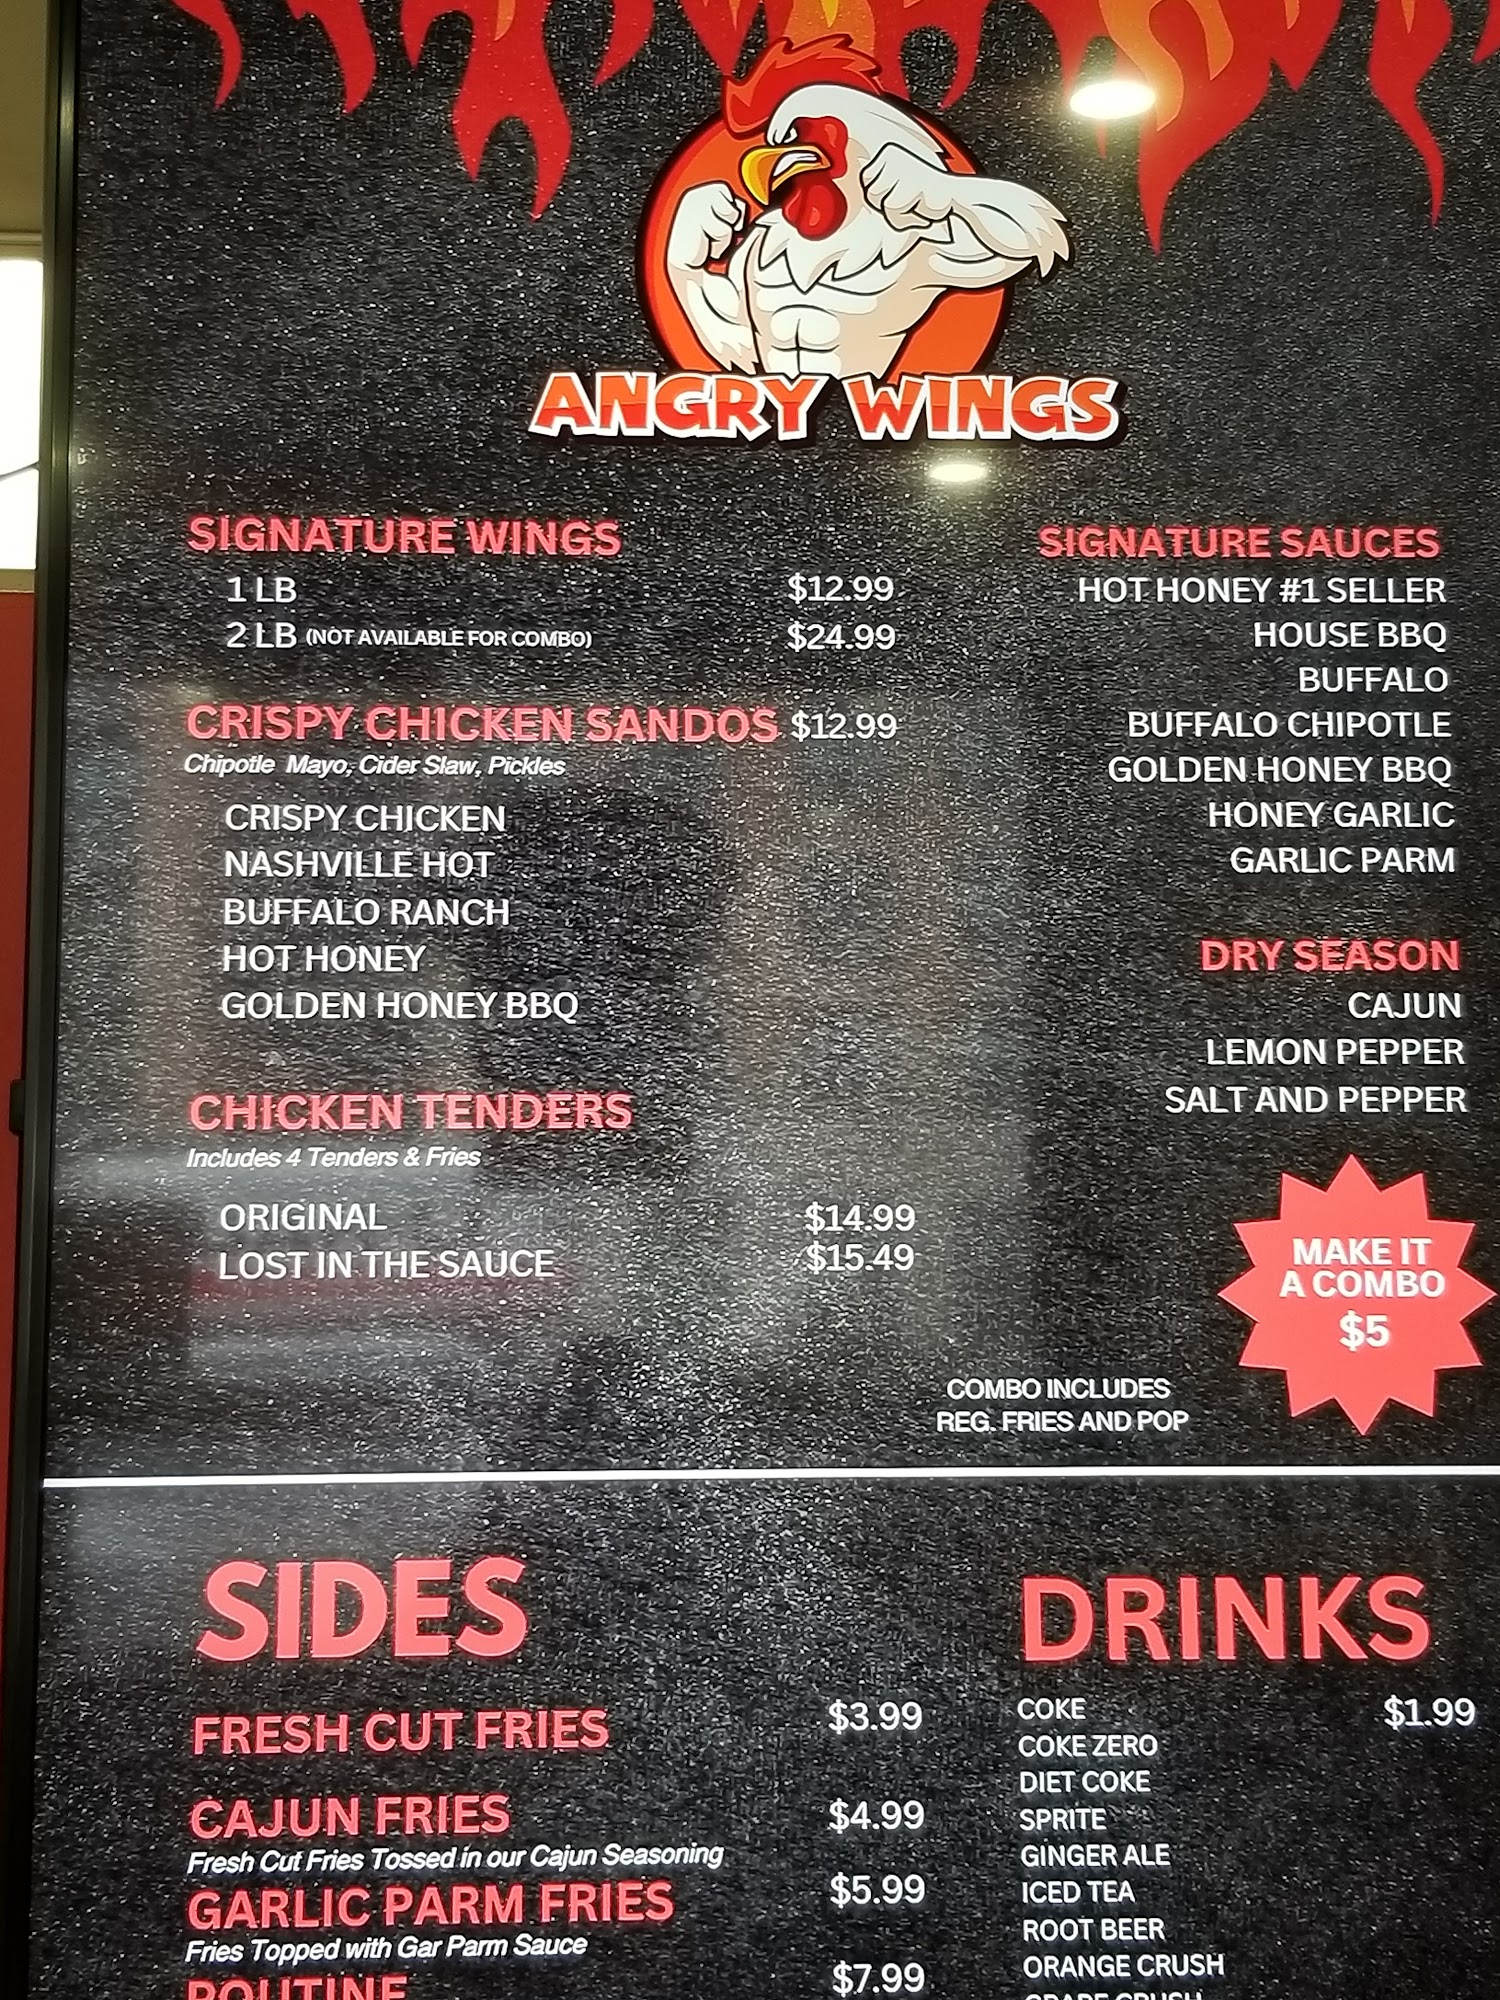 ANGRY WINGS
SIGNATURE WINGS
1 LB $12.99
2 LB (NOT AVAILABLE FOR COMBO) $24.99
CRISPY CHICKEN SANDOS $12.99
Chipotle Mayo, Cider Slaw, Pickles
CRISPY CHICKEN
NASHVILLE HOT
BUFFALO RANCH
HOT HONEY
GOLDEN HONEY BBQ
CHICKEN TENDERS
Includes 4 Tenders & Fries
ORIGINAL $14.99
LOST IN THE SAUCE $15.49
SIGNATURE SAUCES
HOT HONEY #1 SELLER
HOUSE BBQ
BUFFALO
BUFFALO CHIPOTLE
GOLDEN HONEY BBQ
HONEY GARLIC
GARLIC PARM
DRY SEASON
CAJUN
LEMON PEPPER
SALT AND PEPPER
MAKE IT
A COMBO
$5
COMBO INCLUDES
REG. FRIES AND POP
SIDES
FRESH CUT FRIES $3.99
CAJUN FRIES $4.99
Fresh Cut Fries Tossed in our Cajun Seasoning
GARLIC PARM FRIES $5.99
Fries Topped with Gar Parm Sauce
POUTINE $7.99
DRINKS
COKE $1.99
COKE ZERO
DIET COKE
SPRITE
GINGER ALE
ICED TEA
ROOT BEER
ORANGE CRUSH
GRAPE CRUSH